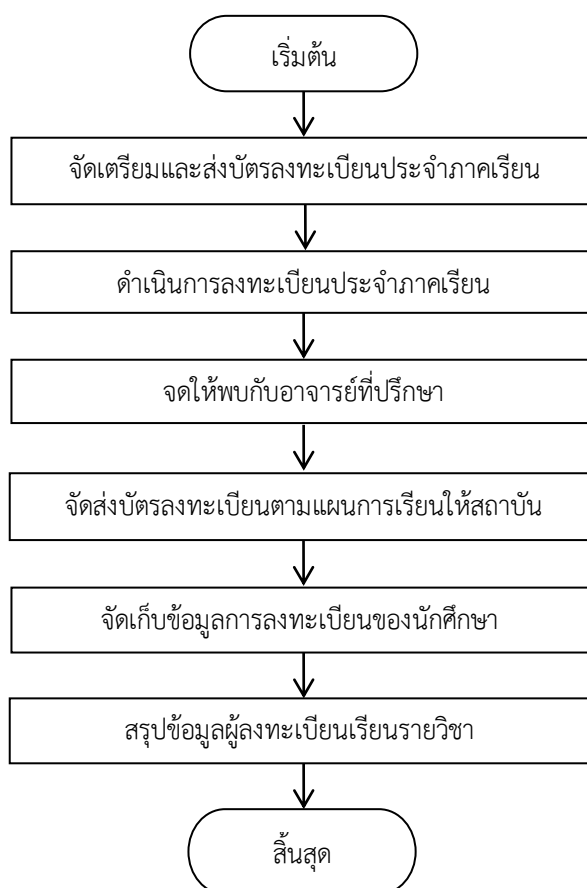 เริ่มต้น
จัดเตรียมและส่งบัตรลงทะเบียนประจำภาคเรียน
ดำเนินการลงทะเบียนประจำภาคเรียน
จดให้พบกับอาจารย์ที่ปรึกษา
จัดส่งบัตรลงทะเบียนตามแผนการเรียนให้สถาบัน
จัดเก็บข้อมูลการลงทะเบียนของนักศึกษา
สรุปข้อมูลผู้ลงทะเบียนเรียนรายวิชา
สิ้นสุด